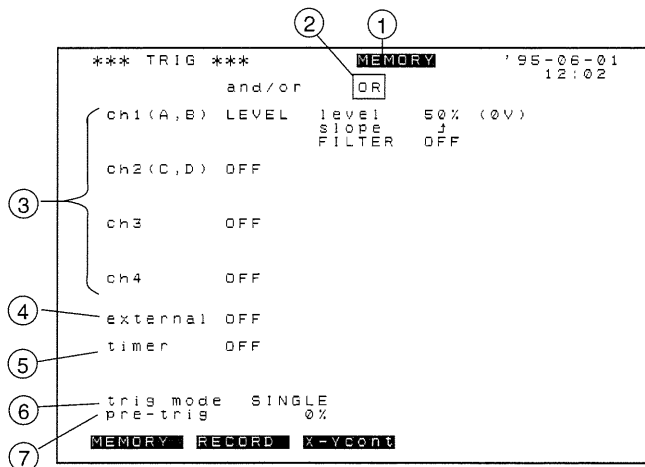 ② ①
*** TRIG *** MEMORY '95-06-01
12:02
and/or OR
③ ch1(A,B) LEVEL level 50% (0V)
slope ↑
FILTER OFF
ch2(C,D) OFF
ch3 OFF
ch4 OFF
④ external OFF
⑤ timer OFF
⑥ trig mode SINGLE
⑦ pre-trig 0%
MEMORY RECORD X-Ycont